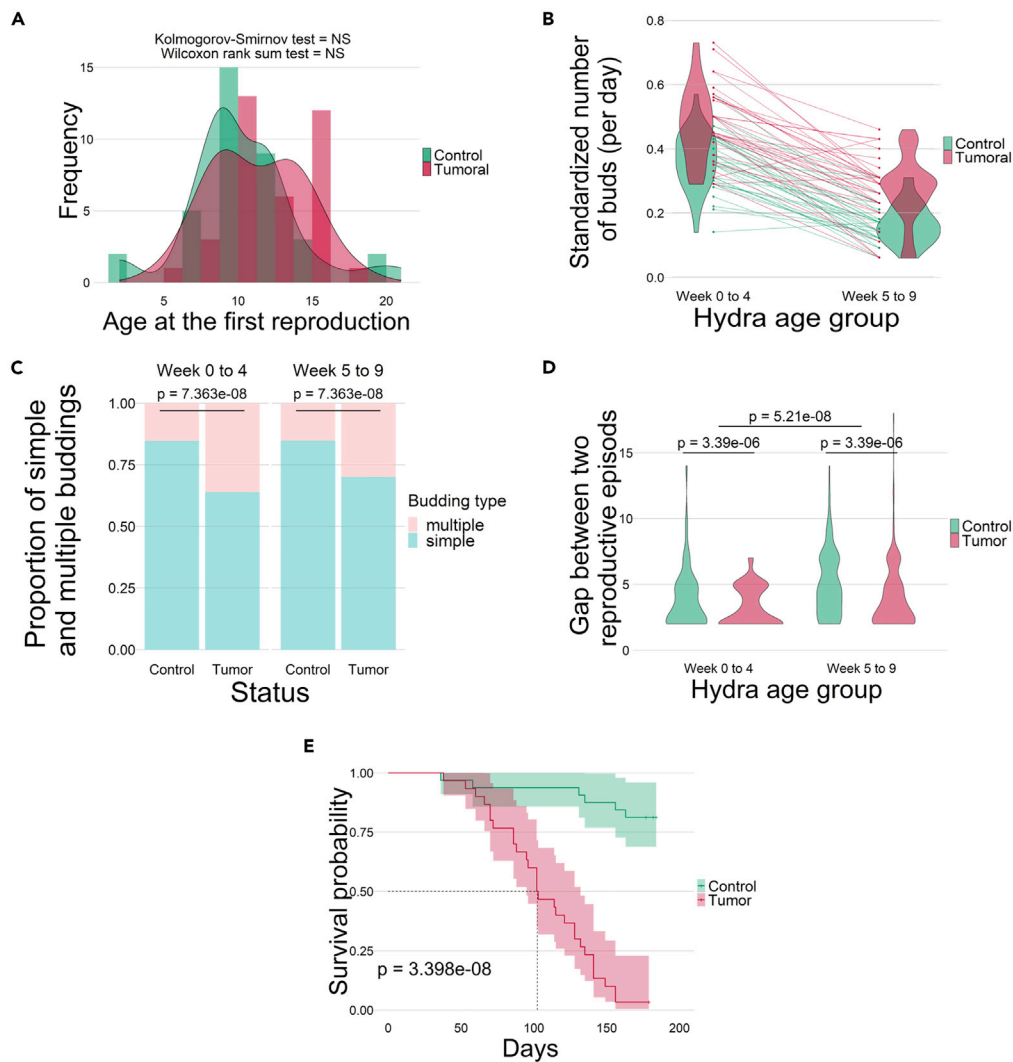 A
Kolmogorov-Smirnov test = NS
Wilcoxon rank sum test = NS
15
10
5
0
Frequency
5
10
15
20
Age at the first reproduction
Control
Tumoral
B
0.8
0.6
0.4
0.2
0.0
Standardized number
of buds (per day)
Week 0 to 4
Week 5 to 9
Hydra age group
Control
Tumoral
C
Week 0 to 4
Week 5 to 9
p = 7.363e-08
p = 7.363e-08
1.00
0.75
0.50
0.25
0.00
Proportion of simple
and multiple buddings
Control
Tumor
Control
Tumor
Status
Budding type
multiple
simple
D
p = 5.21e-08
p = 3.39e-06
p = 3.39e-06
15
10
5
0
Gap between two
reproductive episods
Week 0 to 4
Week 5 to 9
Hydra age group
Control
Tumor
E
1.00
0.75
0.50
0.25
0.00
Survival probability
p = 3.398e-08
0
50
100
150
200
Days
Control
Tumor